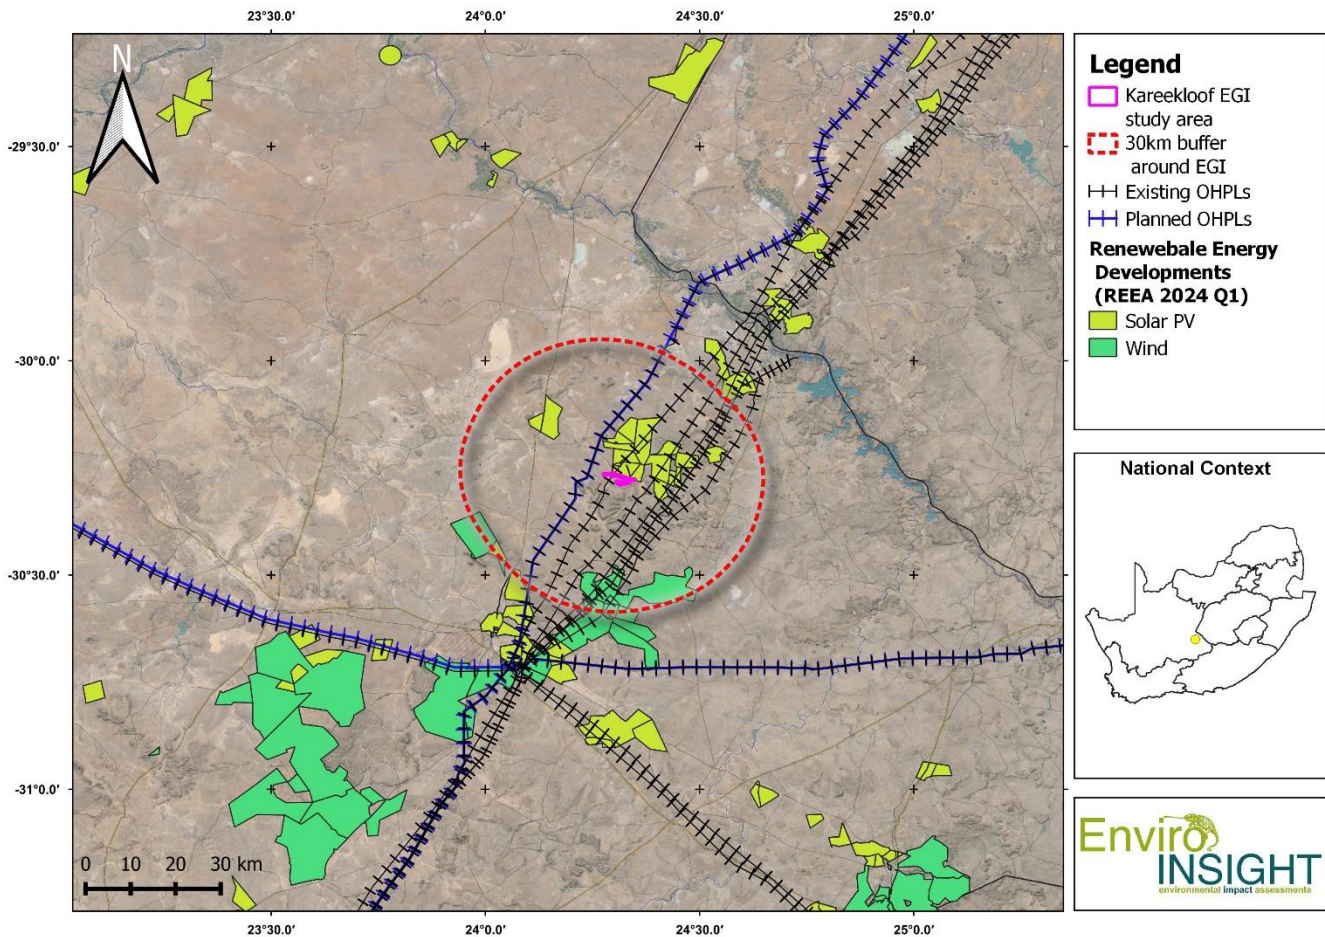 23°30.0' 24°0.0' 24°30.0' 25°0.0'
N
-29°30.0'
-30°0.0'
-30°30.0'
-31°0.0'
0 10 20 30 km
23°30.0' 24°0.0' 24°30.0' 25°0.0'
Legend
Kareekloof EGI
study area
30km buffer
around EGI
Existing OHPLs
Planned OHPLs
Renewebale Energy
Developments
(REEA 2024 Q1)
Solar PV
Wind
National Context
Enviro
INSIGHT
environmental impact assessments